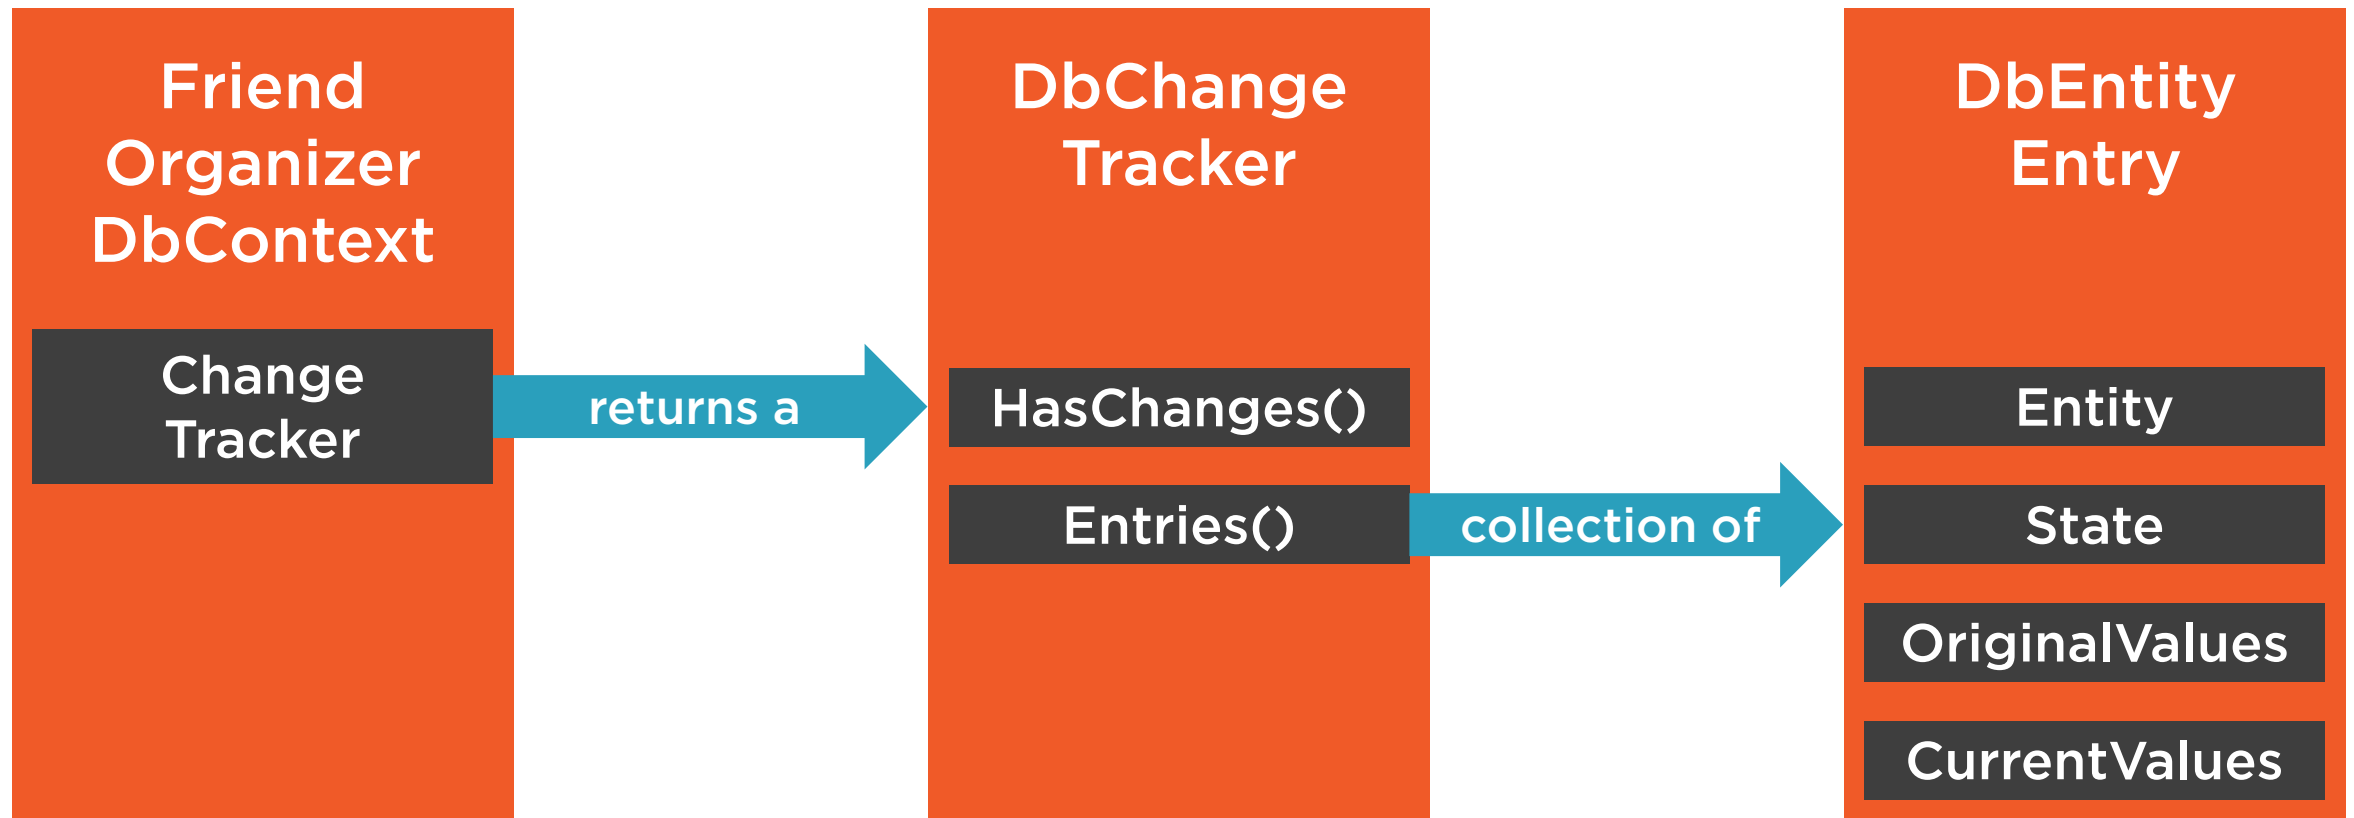 Friend
Organizer
DbContext
Change
Tracker
returns a
DbChange
Tracker
HasChanges()
Entries()
collection of
DbEntity
Entry
Entity
State
OriginalValues
CurrentValues